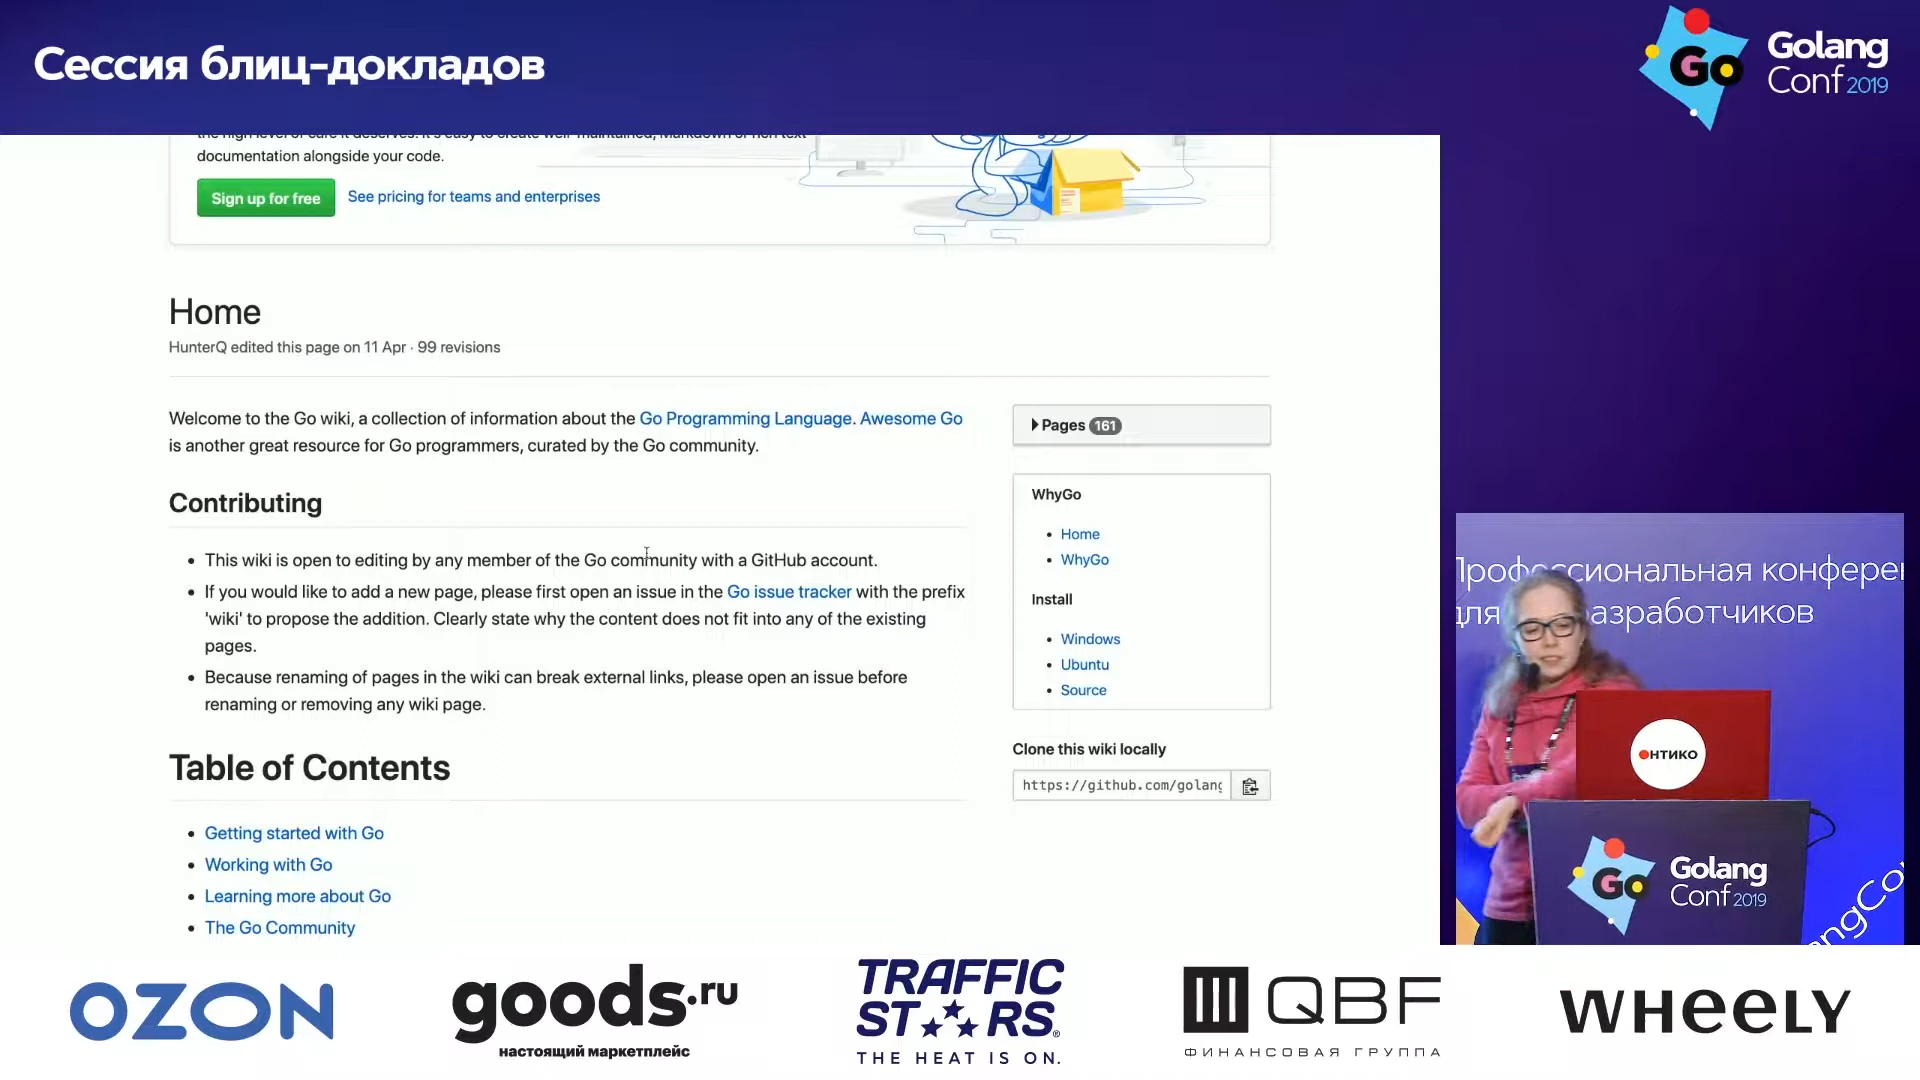 Сессия блиц-докладов
Go Golang
Conf 2019
documentation alongside your code.
Sign up for free
See pricing for teams and enterprises
Home
HunterQ edited this page on 11 Apr · 99 revisions
Welcome to the Go wiki, a collection of information about the Go Programming Language. Awesome Go
is another great resource for Go programmers, curated by the Go community.
Contributing
• This wiki is open to editing by any member of the Go community with a GitHub account.
• If you would like to add a new page, please first open an issue in the Go issue tracker with the prefix
'wiki' to propose the addition. Clearly state why the content does not fit into any of the existing
pages.
• Because renaming of pages in the wiki can break external links, please open an issue before
renaming or removing any wiki page.
Table of Contents
• Getting started with Go
• Working with Go
• Learning more about Go
• The Go Community
Pages 161
WhyGo
• Home
• WhyGo
Install
• Windows
• Ubuntu
• Source
Clone this wiki locally
https://github.com/golang
для
онтико
Go Golang
Conf 2019
OZON
goods.ru
настоящий маркетплейс
TRAFFIC
STARS
THE HEAT IS ON.
QBF
ФИНАНСОВАЯ ГРУППА
WHEELY